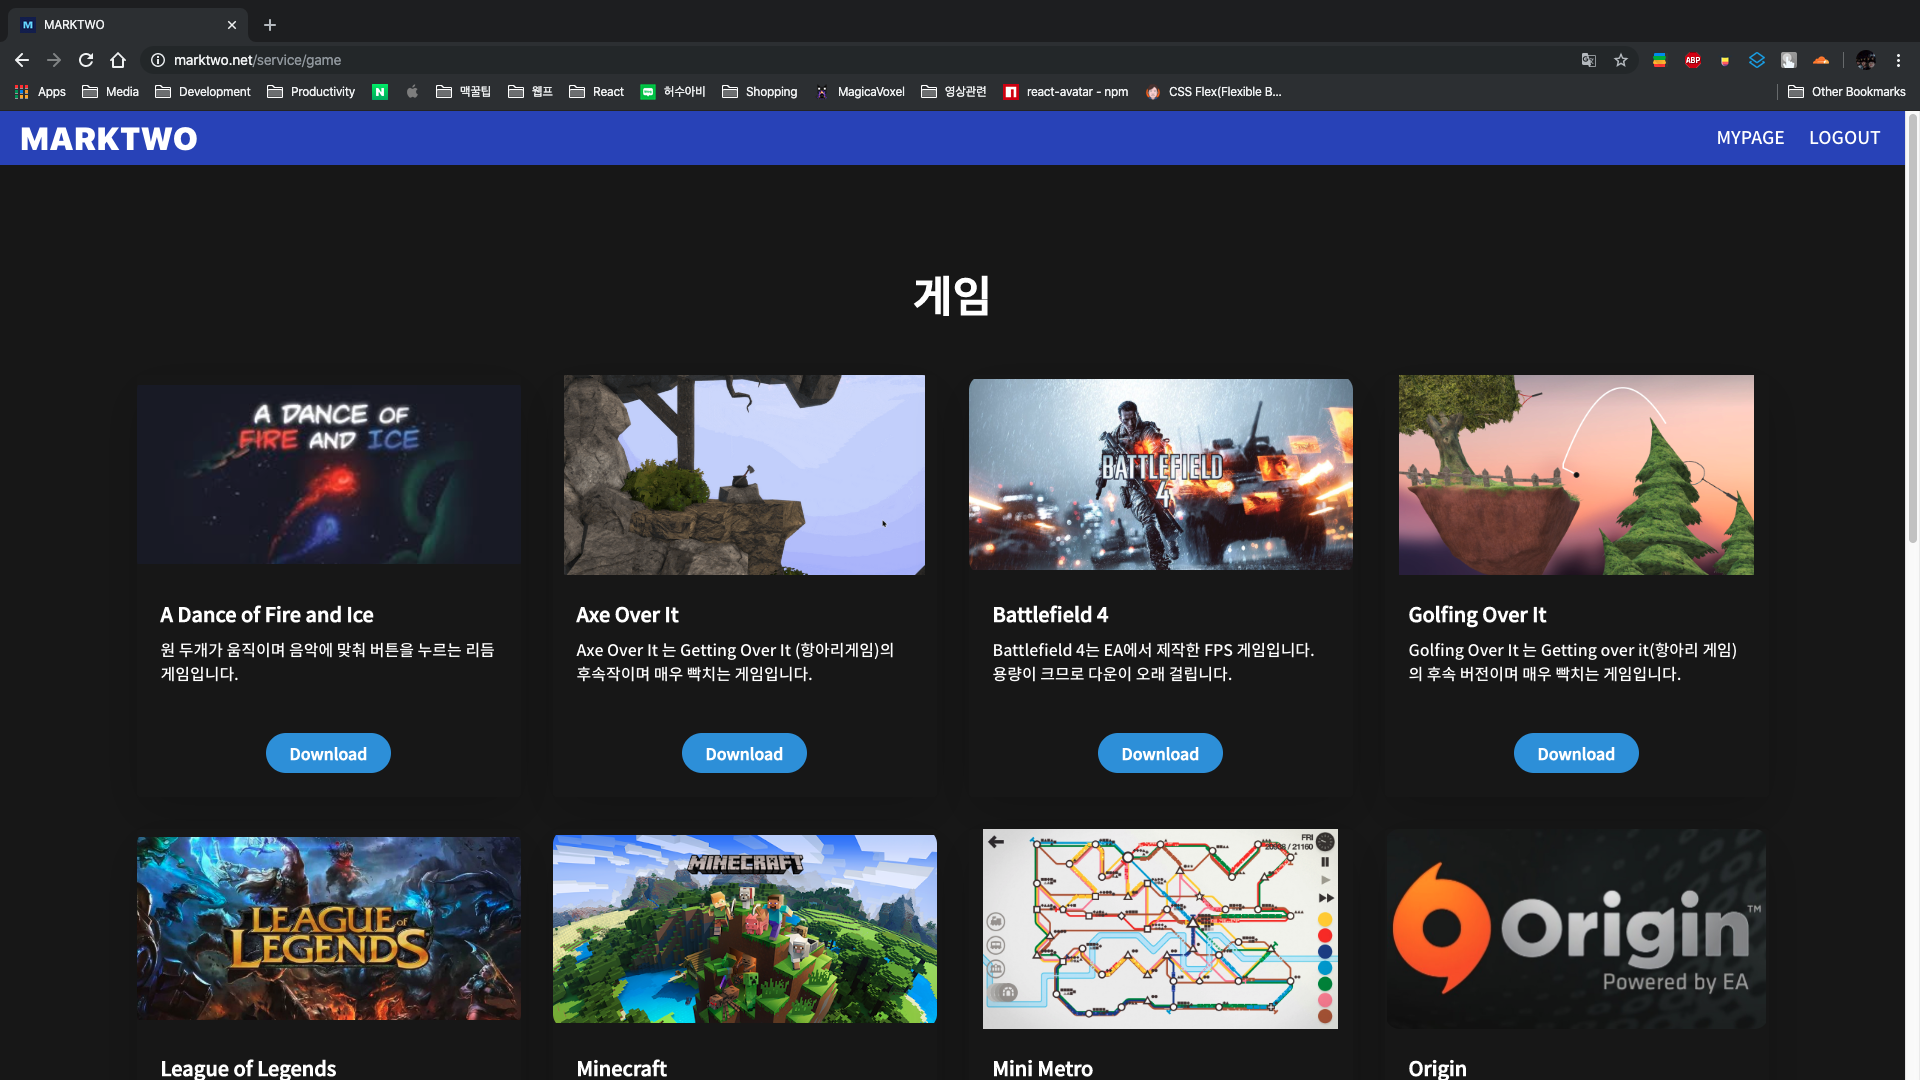 MARKTWO
marktwo.net/service/game
Apps Media Development Productivity 맥꿀팁 웹프 React 허수아비 Shopping MagicaVoxel 영상관련 react-avatar - npm CSS Flex(Flexible B... Other Bookmarks
MARKTWO MYPAGE LOGOUT
게임
A DANCE OF
FIRE AND ICE
BATTLEFIELD
4
A Dance of Fire and Ice
원 두개가 움직이며 음악에 맞춰 버튼을 누르는 리듬
게임입니다.
Download
Axe Over It
Axe Over It 는 Getting Over It (항아리게임)의
후속작이며 매우 빡치는 게임입니다.
Download
Battlefield 4
Battlefield 4는 EA에서 제작한 FPS 게임입니다.
용량이 크므로 다운이 오래 걸립니다.
Download
Golfing Over It
Golfing Over It 는 Getting over it(항아리 게임)
의 후속 버전이며 매우 빡치는 게임입니다.
Download
LEAGUE OF
LEGENDS
MINECRAFT
FRI
/ 21160
Origin™
Powered by EA
League of Legends
Minecraft
Mini Metro
Origin